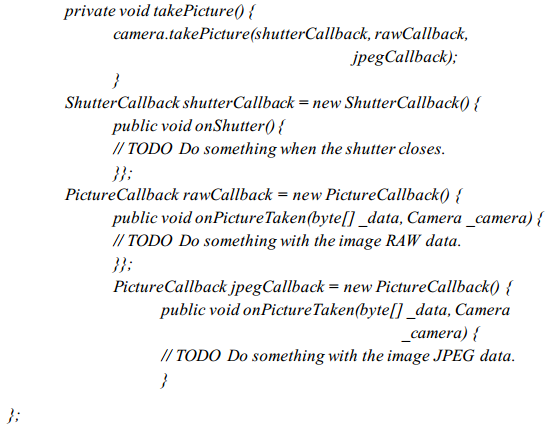 private void takePicture() {
camera.takePicture(shutterCallback, rawCallback,
jpegCallback);
}
ShutterCallback shutterCallback = new ShutterCallback() {
public void onShutter() {
// TODO Do something when the shutter closes.
}};
PictureCallback rawCallback = new PictureCallback() {
public void onPictureTaken(byte[] _data, Camera _camera) {
// TODO Do something with the image RAW data.
}};
PictureCallback jpegCallback = new PictureCallback() {
public void onPictureTaken(byte[] _data, Camera
_camera) {
// TODO Do something with the image JPEG data.
}
};